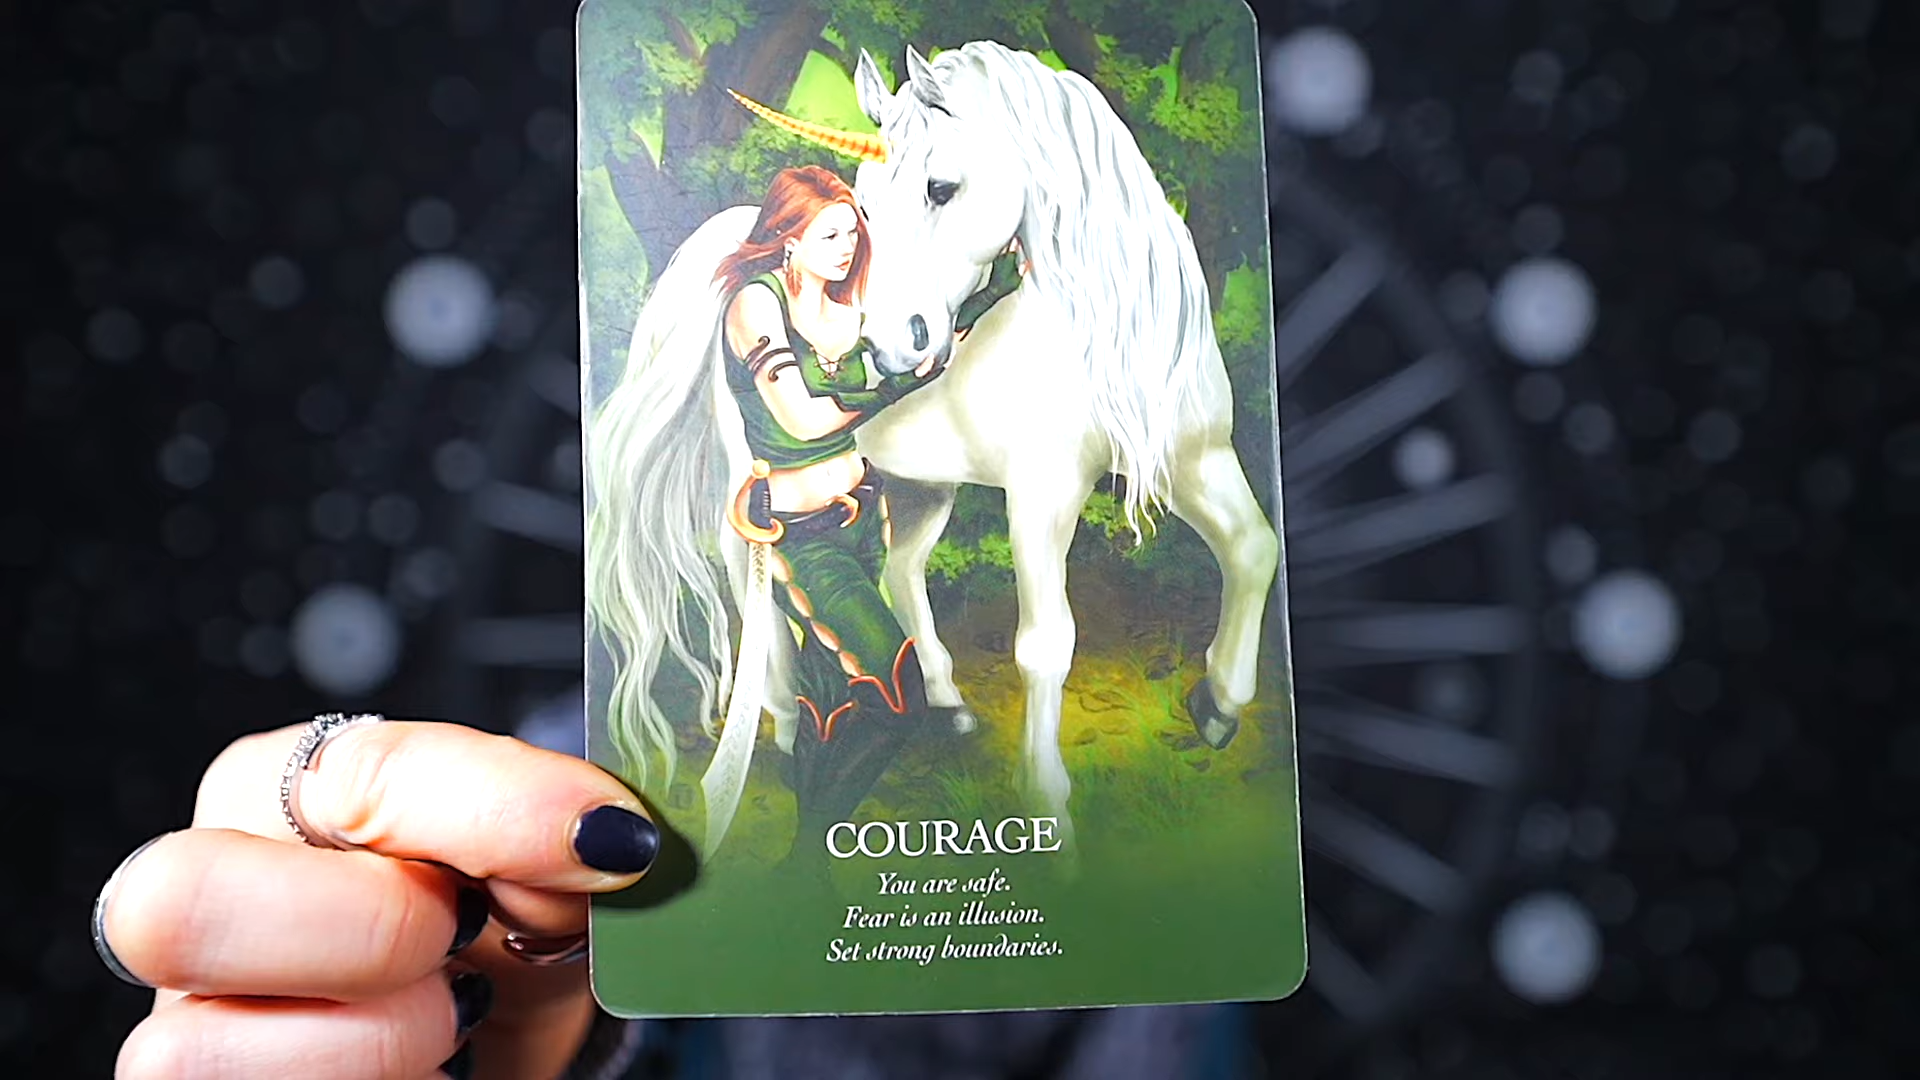 COURAGE
You are safe.
Fear is an illusion.
Set strong boundaries.